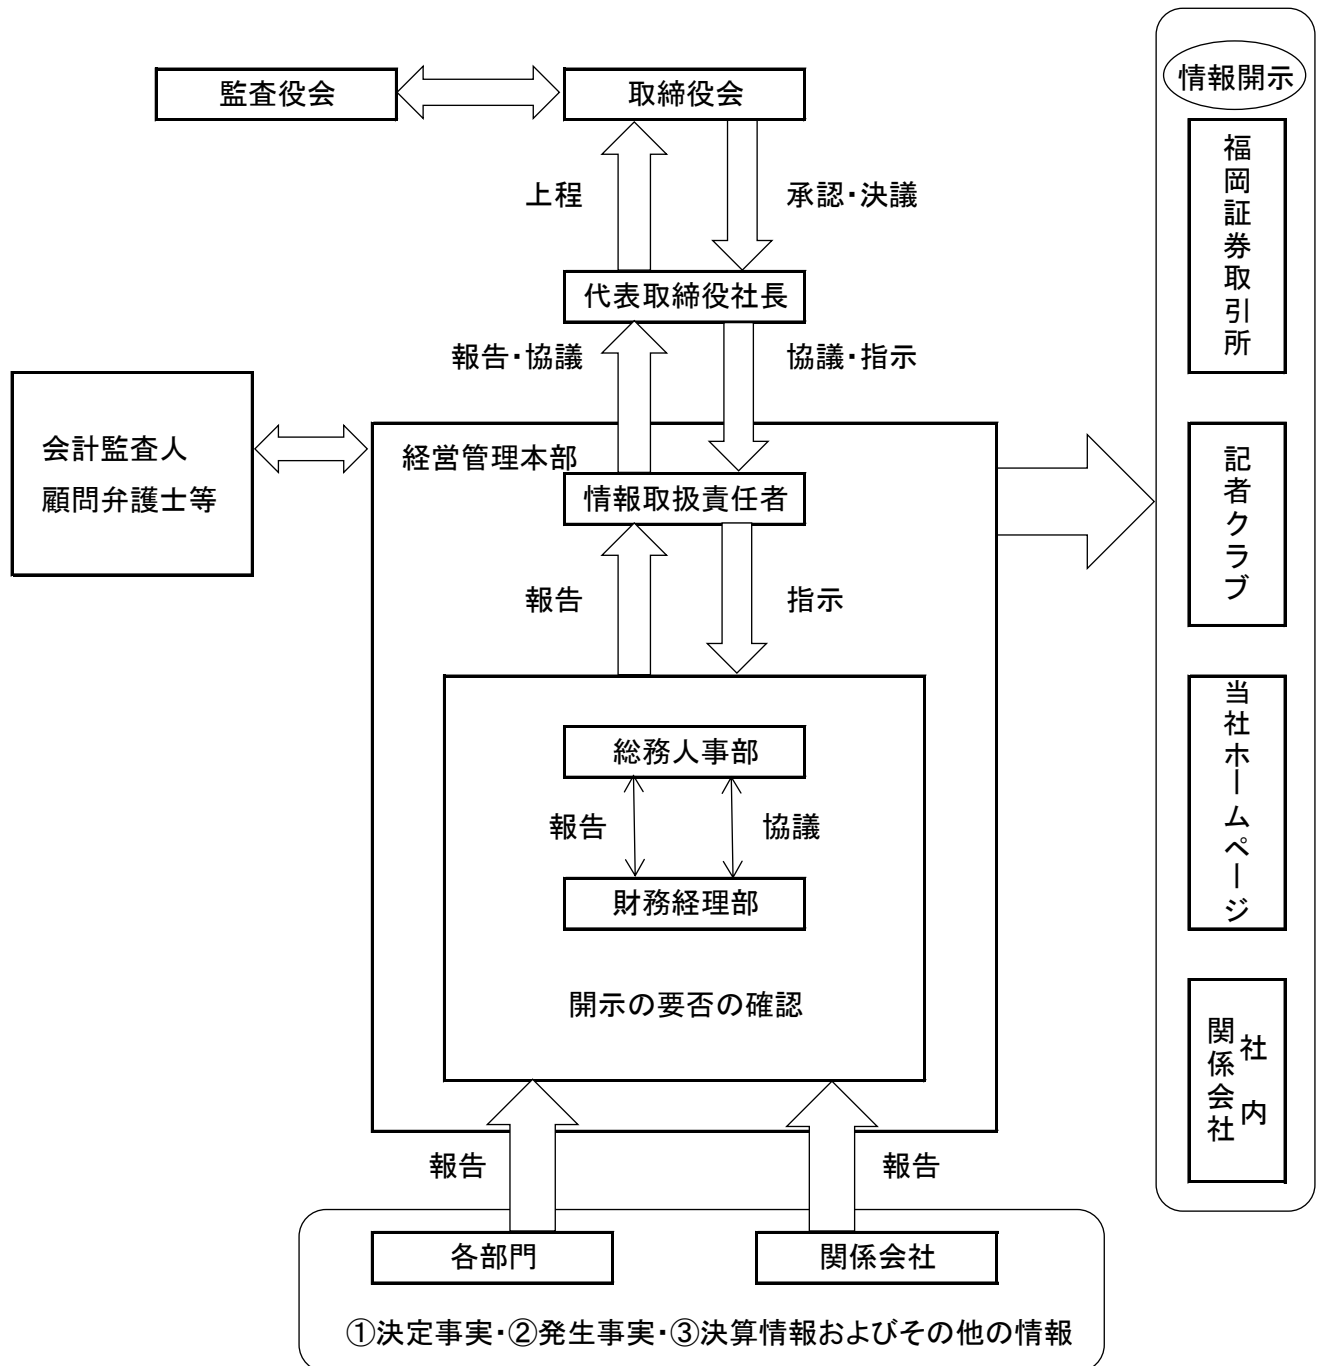 監査役会
取締役会
上程
承認・決議
代表取締役社長
報告・協議
協議・指示
会計監査人
顧問弁護士等
経営管理本部
情報取扱責任者
報告
指示
総務人事部
報告
協議
財務経理部
開示の要否の確認
報告
報告
各部門
関係会社
①決定事実・②発生事実・③決算情報およびその他の情報
情報開示
福岡証券取引所
記者クラブ
当社ホームページ
社内
関係会社